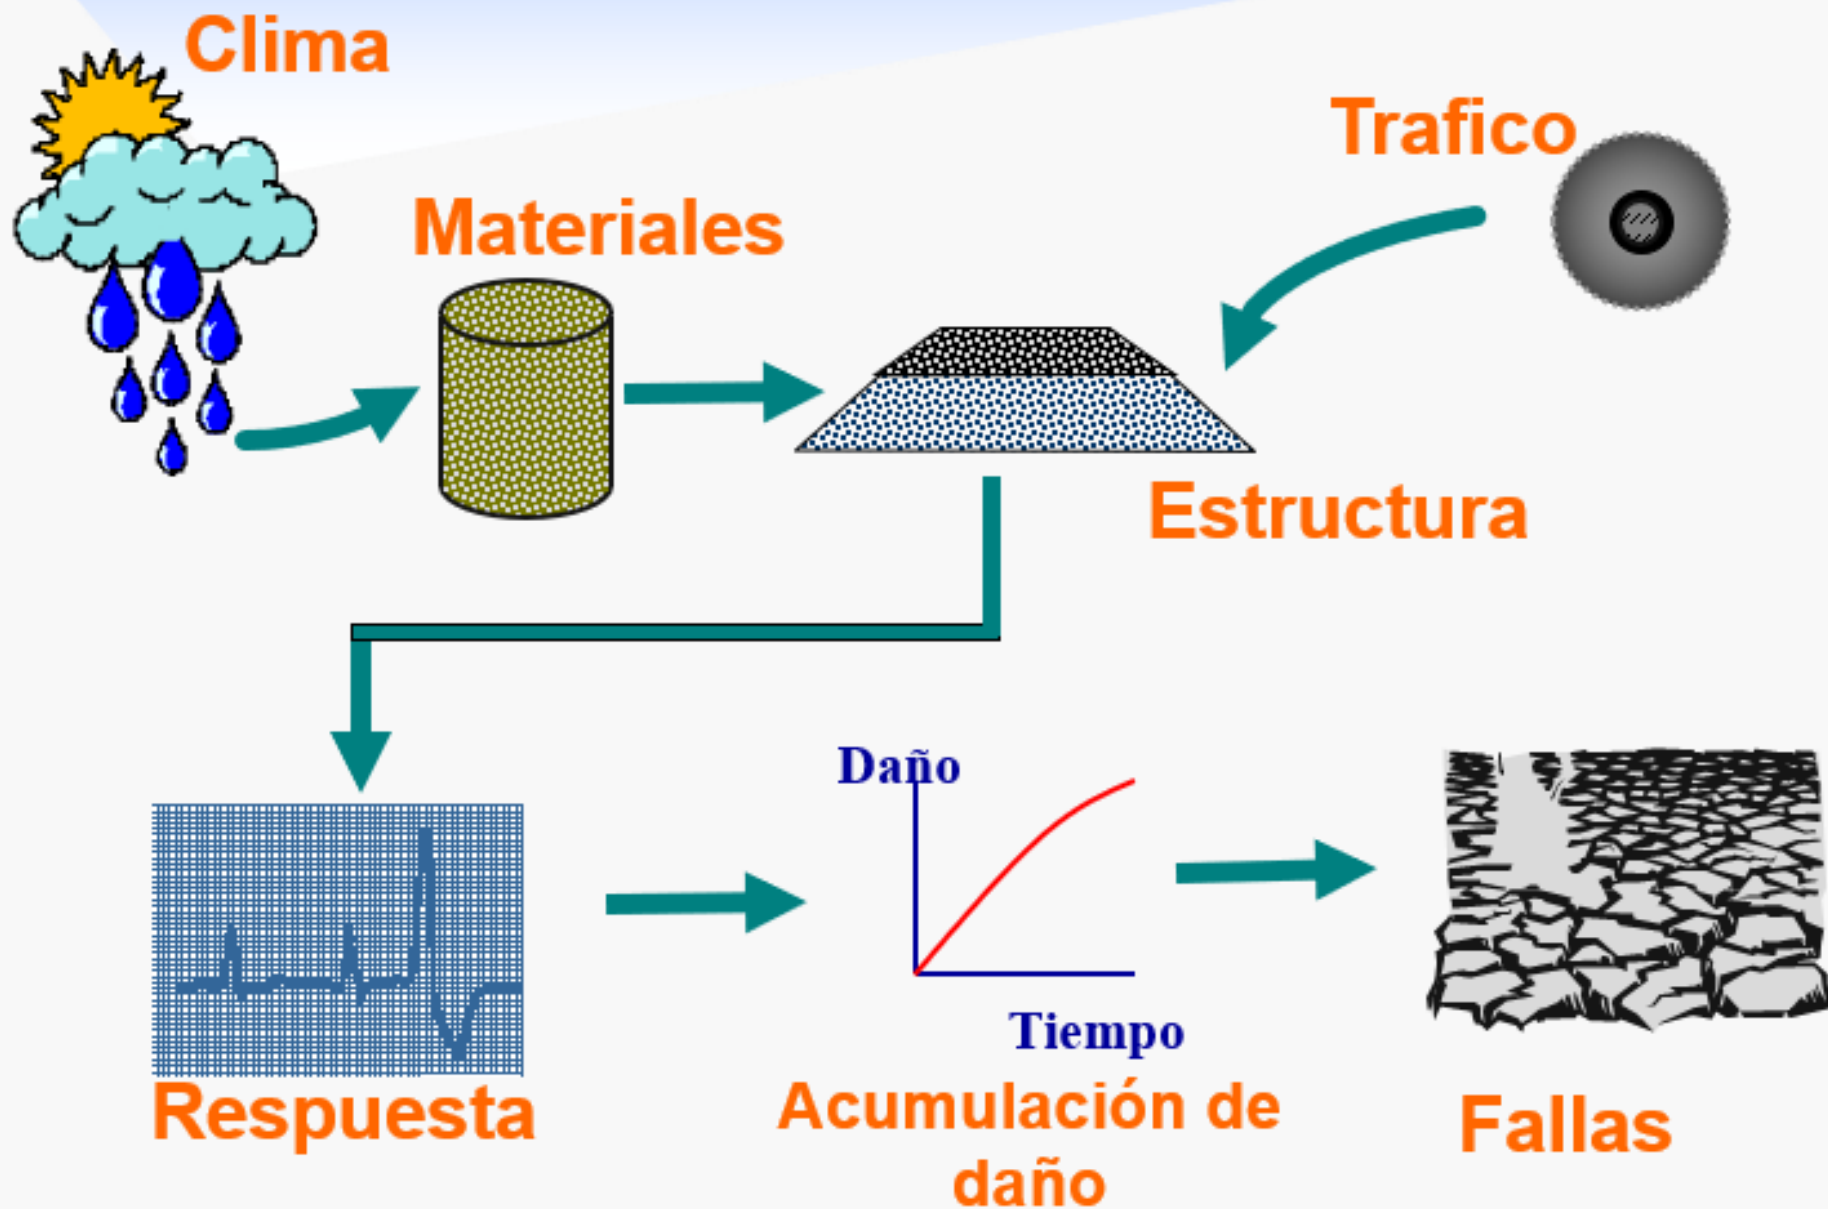 Clima
Trafico
Materiales
Estructura
Daño
Tiempo
Respuesta
Acumulación de
daño
Fallas